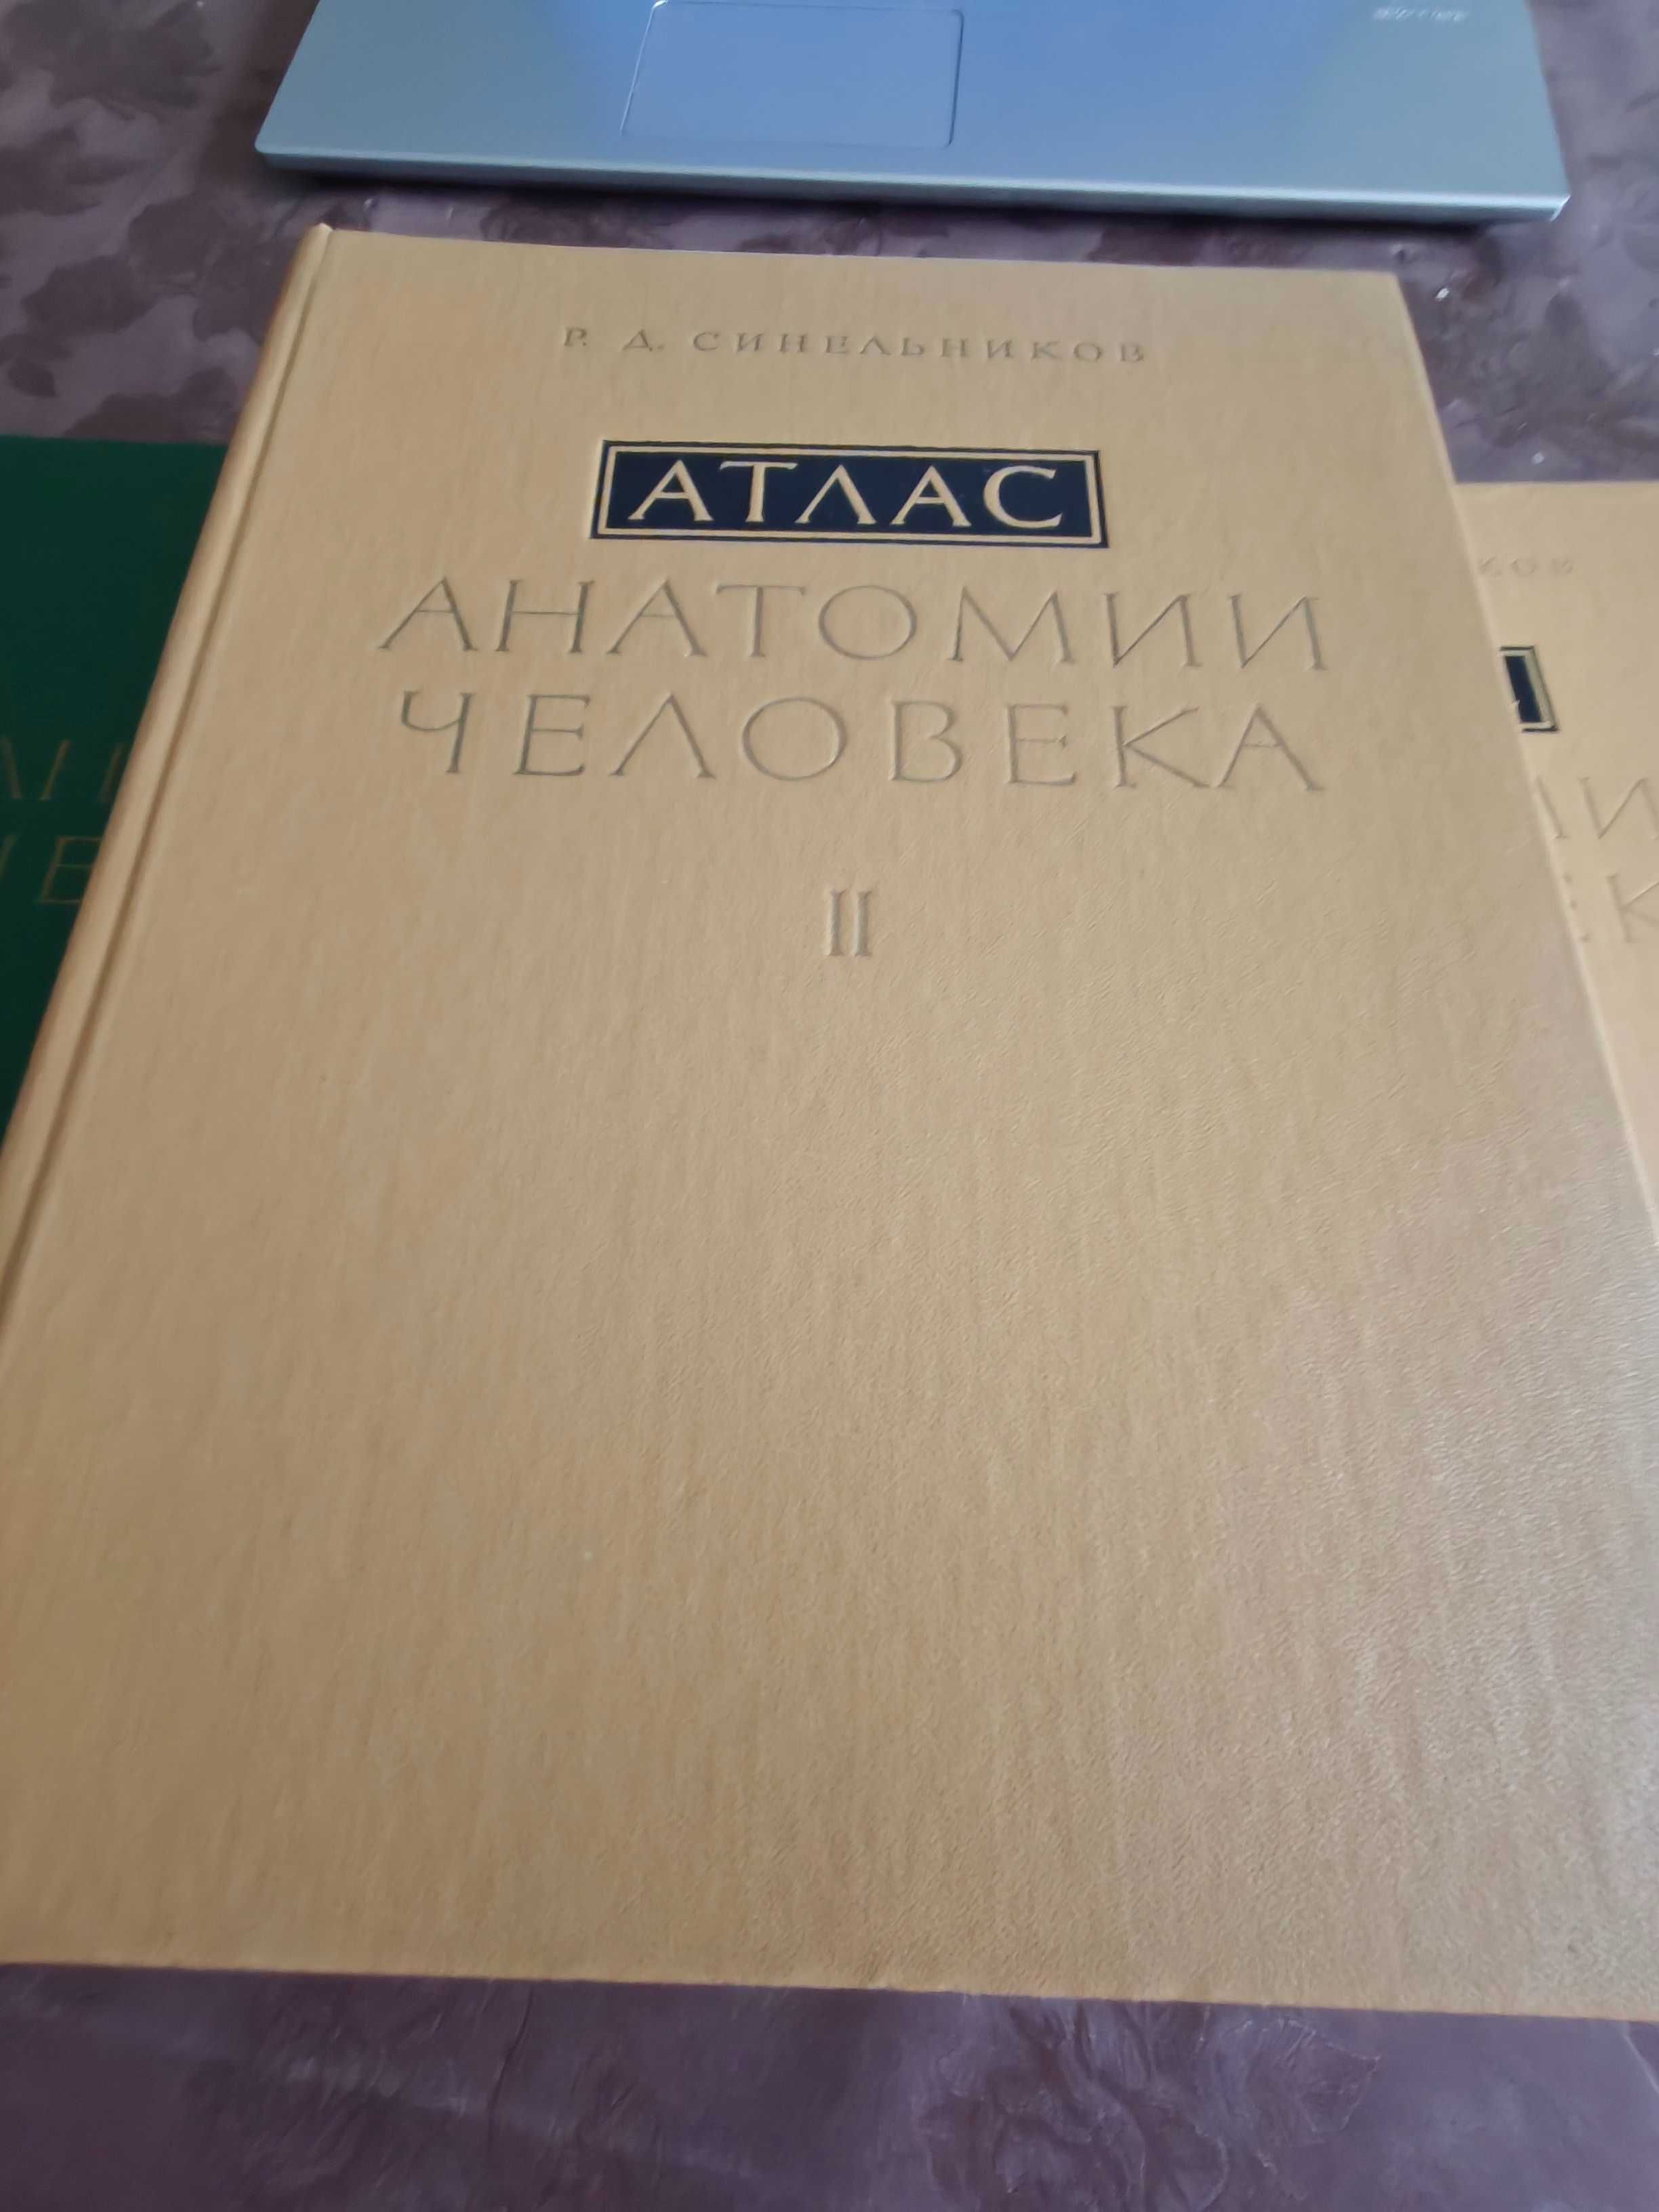 Р. Д. СИНЕЛЬНИКОВ
АТЛАС
АНАТОМИИ
ЧЕЛОВЕКА
II